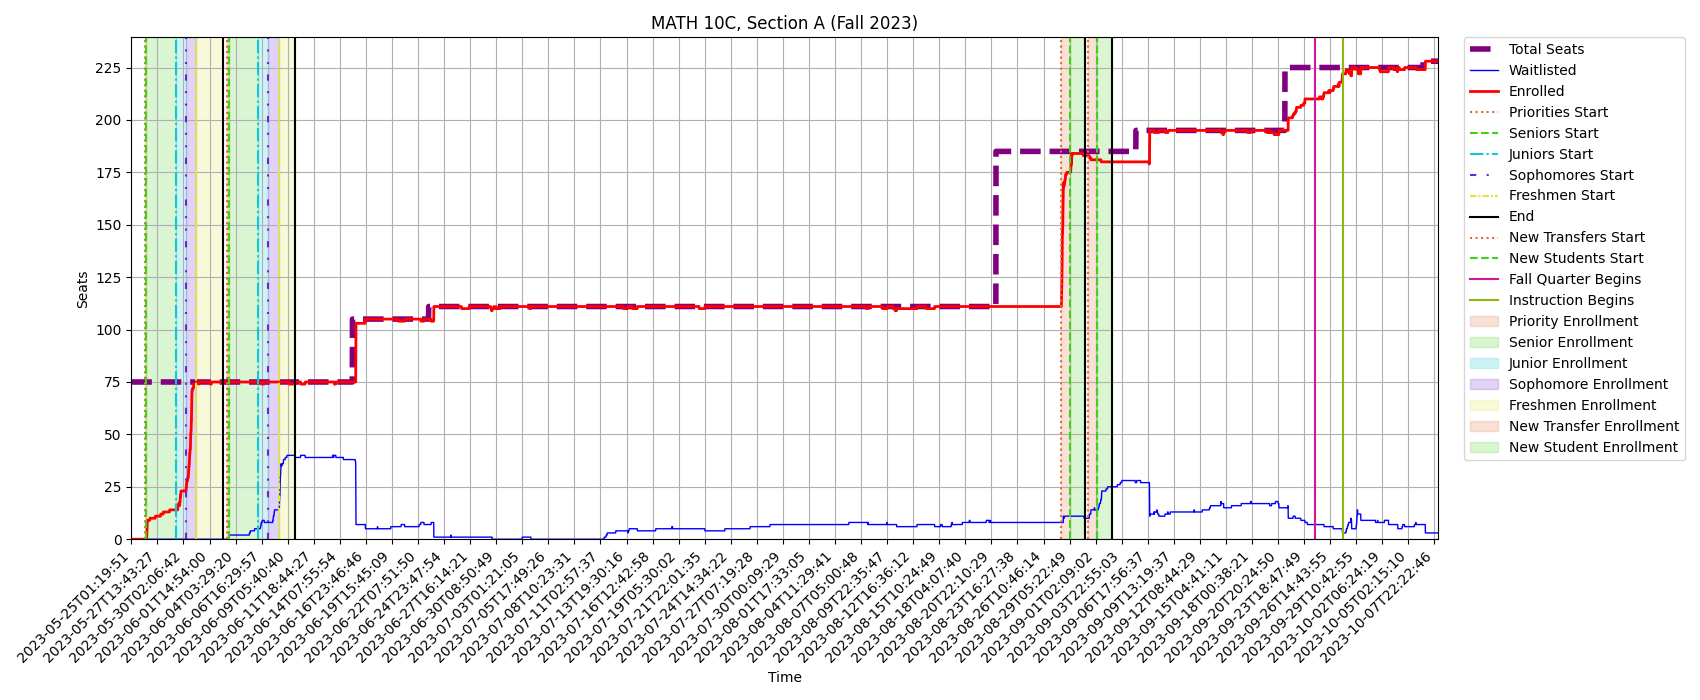 MATH 10C, Section A (Fall 2023)
Seats
225
200
175
150
125
100
75
50
25
0
2023-05-25T01:19:51
2023-05-27T13:43:27
2023-05-30T02:06:42
2023-06-01T14:54:00
2023-06-04T03:29:20
2023-06-06T16:29:57
2023-06-09T05:40:40
2023-06-11T18:44:27
2023-06-14T07:55:54
2023-06-16T23:46:46
2023-06-19T15:45:09
2023-06-22T07:51:50
2023-06-24T23:47:54
2023-06-27T16:14:21
2023-06-30T08:50:49
2023-07-03T01:21:05
2023-07-05T17:49:26
2023-07-08T10:23:31
2023-07-11T02:57:37
2023-07-13T19:30:16
2023-07-16T12:42:58
2023-07-19T05:30:02
2023-07-21T22:01:35
2023-07-24T14:34:22
2023-07-27T07:19:28
2023-07-30T00:09:29
2023-08-01T17:33:05
2023-08-04T11:29:41
2023-08-07T05:00:48
2023-08-09T22:35:47
2023-08-12T16:36:12
2023-08-15T10:24:49
2023-08-18T04:07:40
2023-08-20T22:10:29
2023-08-23T16:27:38
2023-08-26T10:46:14
2023-08-29T05:22:49
2023-09-01T02:09:02
2023-09-03T22:55:03
2023-09-06T17:56:37
2023-09-09T13:19:37
2023-09-12T08:44:29
2023-09-15T04:41:11
2023-09-18T00:38:21
2023-09-20T20:24:50
2023-09-23T18:47:49
2023-09-26T14:43:55
2023-09-29T10:42:55
2023-10-02T06:24:19
2023-10-05T02:15:10
2023-10-07T22:22:46
Time
Total Seats
Waitlisted
Enrolled
Priorities Start
Seniors Start
Juniors Start
Sophomores Start
Freshmen Start
End
New Transfers Start
New Students Start
Fall Quarter Begins
Instruction Begins
Priority Enrollment
Senior Enrollment
Junior Enrollment
Sophomore Enrollment
Freshmen Enrollment
New Transfer Enrollment
New Student Enrollment